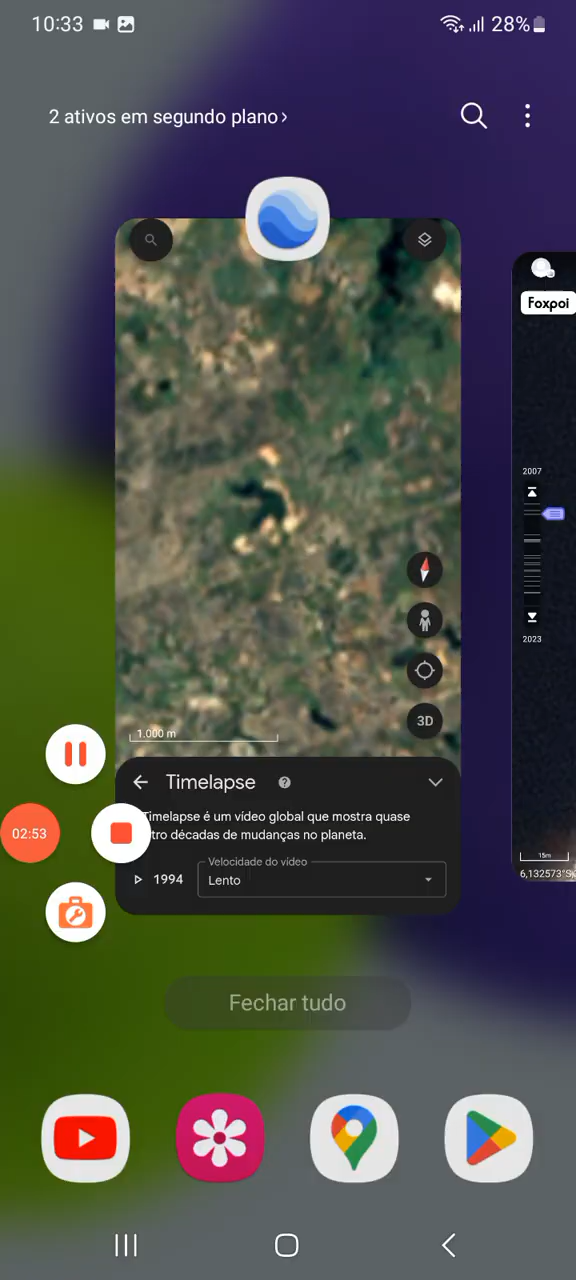 10:33
28%
2 ativos em segundo plano
Foxpoi
2007
2023
3D
1.000 m
Timelapse
Timelapse é um vídeo global que mostra quase
tro décadas de mudanças no planeta.
Velocidade do vídeo
1994
Lento
02:53
15m
6,132573°S
Fechar tudo